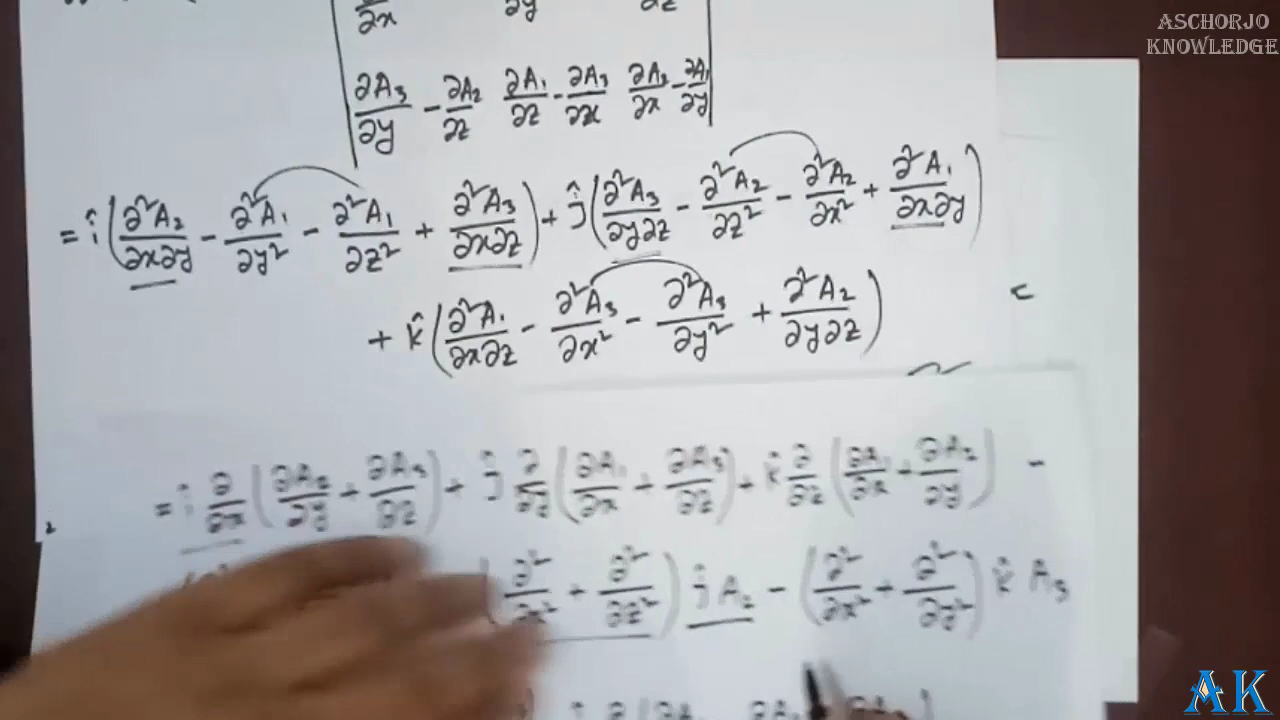 ASCHORJO
KNOWLEDGE
∂x ∂y ∂z
∂A₃/∂y - ∂A₂/∂z ∂A₁/∂z - ∂A₃/∂x ∂A₂/∂x - ∂A₁/∂y
= î(∂²A₂/∂x∂y - ∂²A₁/∂y² - ∂²A₁/∂z² + ∂²A₃/∂x∂z) + ĵ(∂²A₃/∂y∂z - ∂²A₂/∂z² - ∂²A₂/∂x² + ∂²A₁/∂x∂y)
+ k̂(∂²A₁/∂x∂z - ∂²A₃/∂x² - ∂²A₃/∂y² + ∂²A₂/∂y∂z) =
= î ∂/∂x (∂A₂/∂y + ∂A₃/∂z) + ĵ ∂/∂y (∂A₁/∂x + ∂A₃/∂z) + k̂ ∂/∂z (∂A₁/∂x + ∂A₂/∂y) -
(∂²/∂x² + ∂²/∂z²) ĵ A₂ - (∂²/∂x² + ∂²/∂y²) k̂ A₃
AK